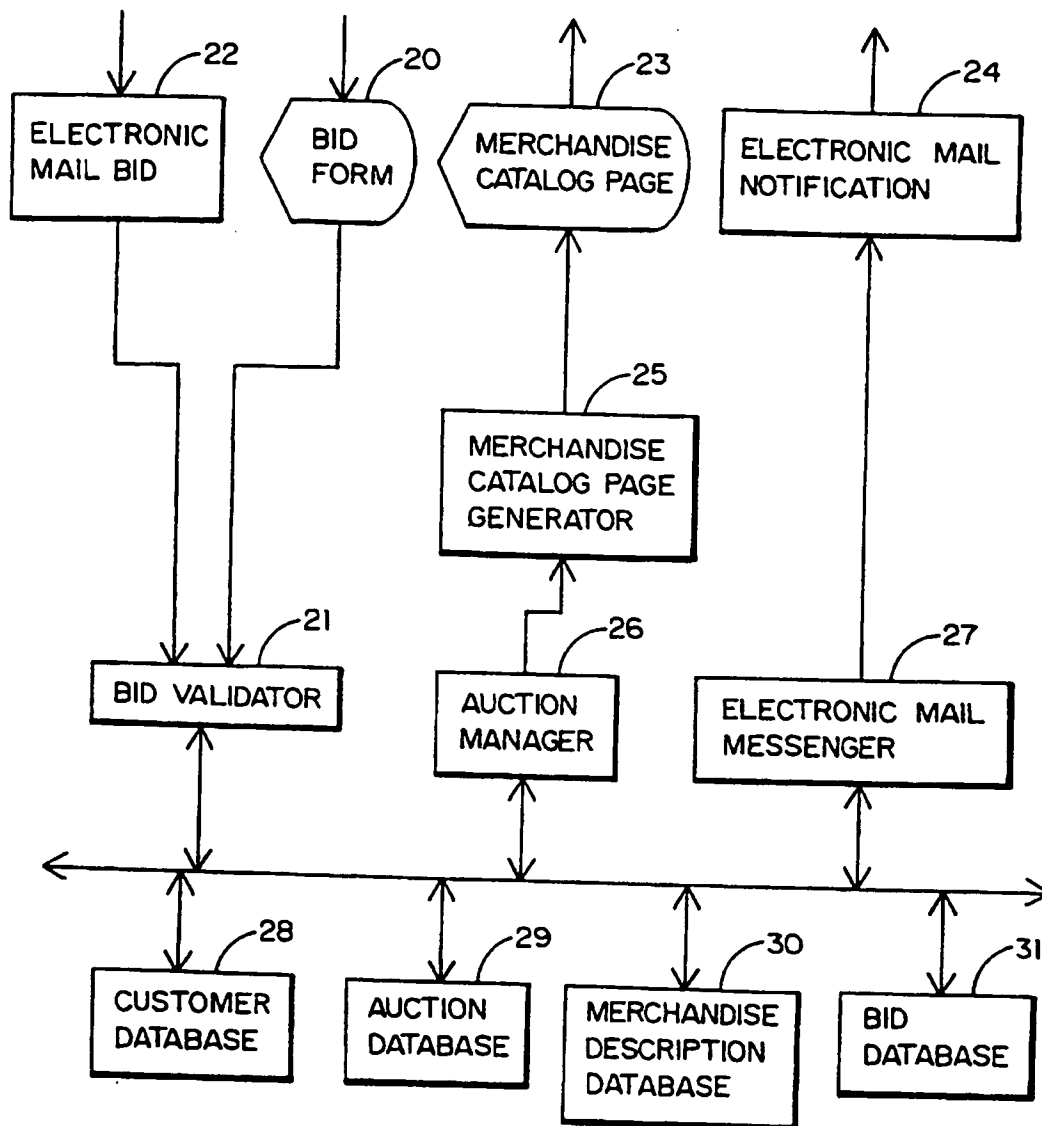 22
ELECTRONIC
MAIL BID
20
BID
FORM
23
MERCHANDISE
CATALOG PAGE
24
ELECTRONIC MAIL
NOTIFICATION
25
MERCHANDISE
CATALOG PAGE
GENERATOR
21
BID VALIDATOR
26
AUCTION
MANAGER
27
ELECTRONIC MAIL
MESSENGER
28
CUSTOMER
DATABASE
29
AUCTION
DATABASE
30
MERCHANDISE
DESCRIPTION
DATABASE
31
BID
DATABASE